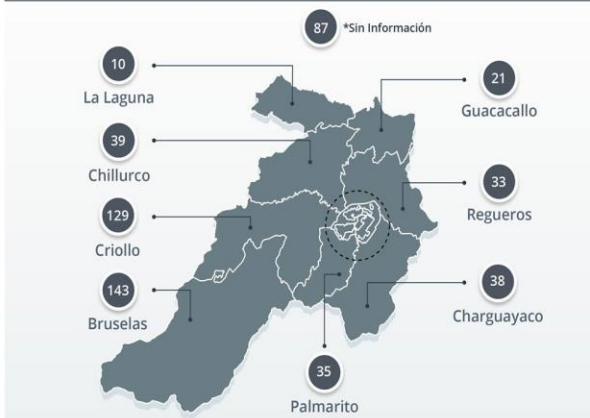 87 *Sin Información
10
La Laguna
21
Guacacallo
39
Chillurco
33
Regueros
129
Criollo
143
Bruselas
38
Charguayaco
35
Palmarito